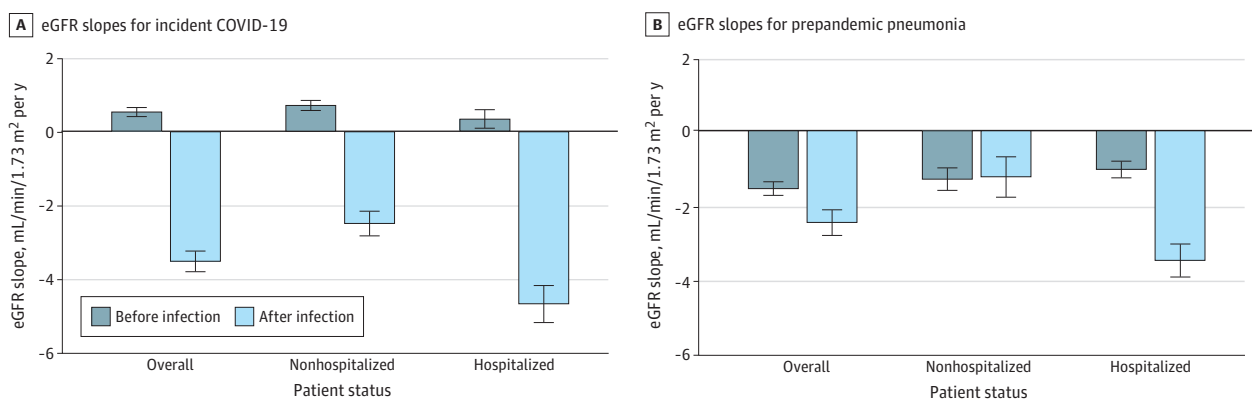 A eGFR slopes for incident COVID-19
eGFR slope, mL/min/1.73 m² per y
2
0
-2
-4
-6
Before infection After infection
Overall Nonhospitalized Hospitalized
Patient status
B eGFR slopes for prepandemic pneumonia
eGFR slope, mL/min/1.73 m² per y
2
0
-2
-4
-6
Overall Nonhospitalized Hospitalized
Patient status